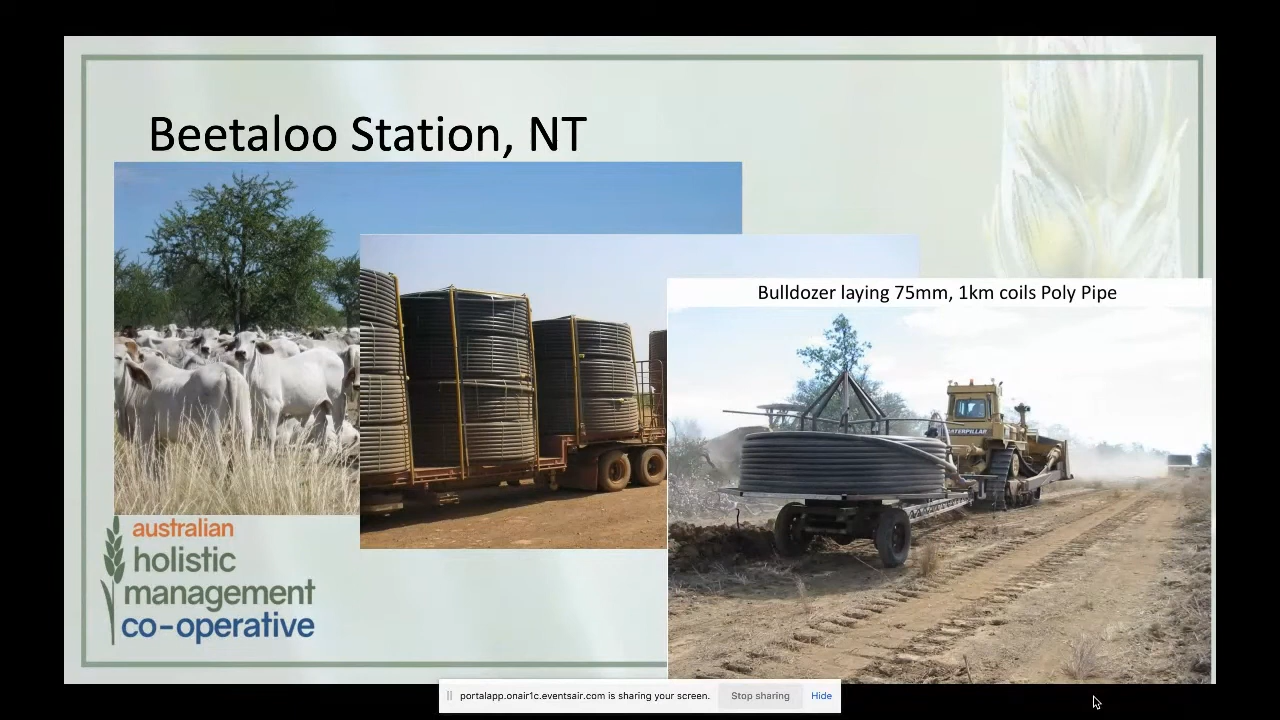 Beetaloo Station, NT
Bulldozer laying 75mm, 1km coils Poly Pipe
CATERPILLAR
australian
holistic
management
co-operative
portalapp.onair1c.eventsair.com is sharing your screen.
Stop sharing
Hide